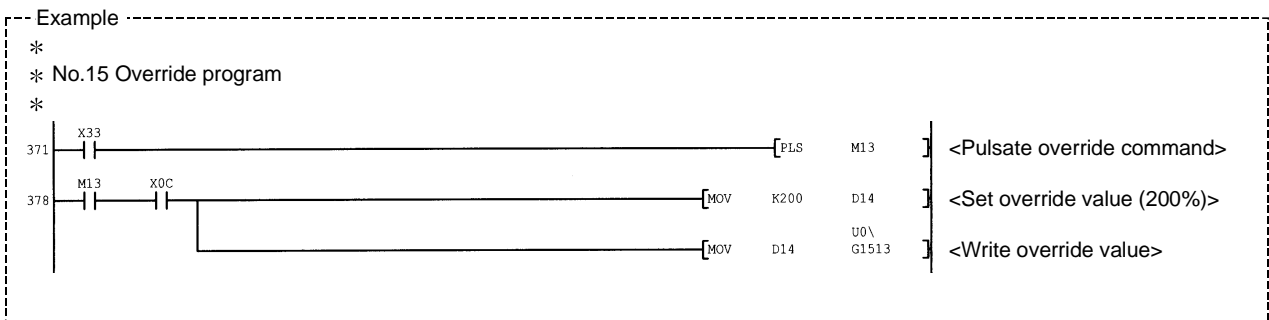 Example
*
* No.15 Override program
*
X33
371 [PLS M13 ] <Pulsate override command>
M13 X0C
378 [MOV K200 D14 ] <Set override value (200%)>
U0\
[MOV D14 G1513 ] <Write override value>